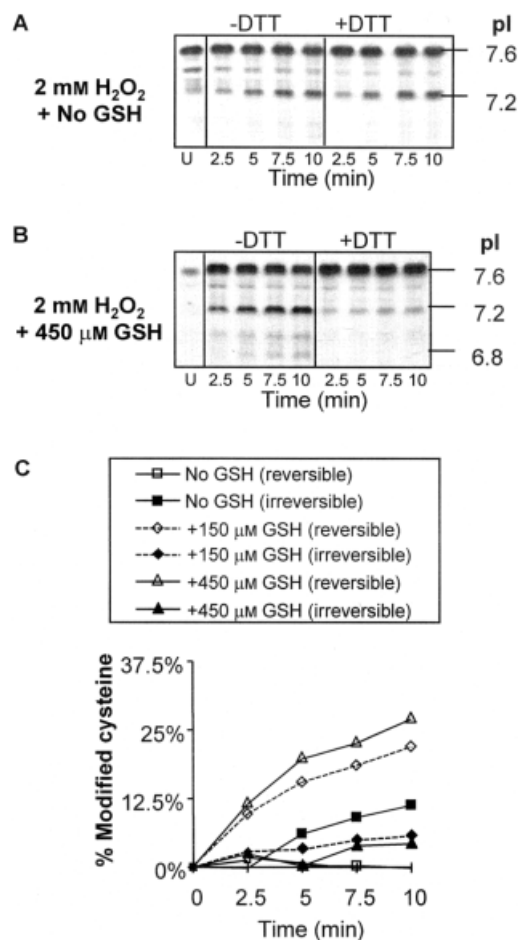 A
-DTT +DTT pI
2 mM H₂O₂
+ No GSH
7.6
7.2
U 2.5 5 7.5 10 2.5 5 7.5 10
Time (min)
B
-DTT +DTT pI
2 mM H₂O₂
+ 450 µM GSH
7.6
7.2
6.8
U 2.5 5 7.5 10 2.5 5 7.5 10
Time (min)
C
No GSH (reversible)
No GSH (irreversible)
+150 µM GSH (reversible)
+150 µM GSH (irreversible)
+450 µM GSH (reversible)
+450 µM GSH (irreversible)
% Modified cysteine
37.5%
25%
12.5%
0%
0 2.5 5 7.5 10
Time (min)